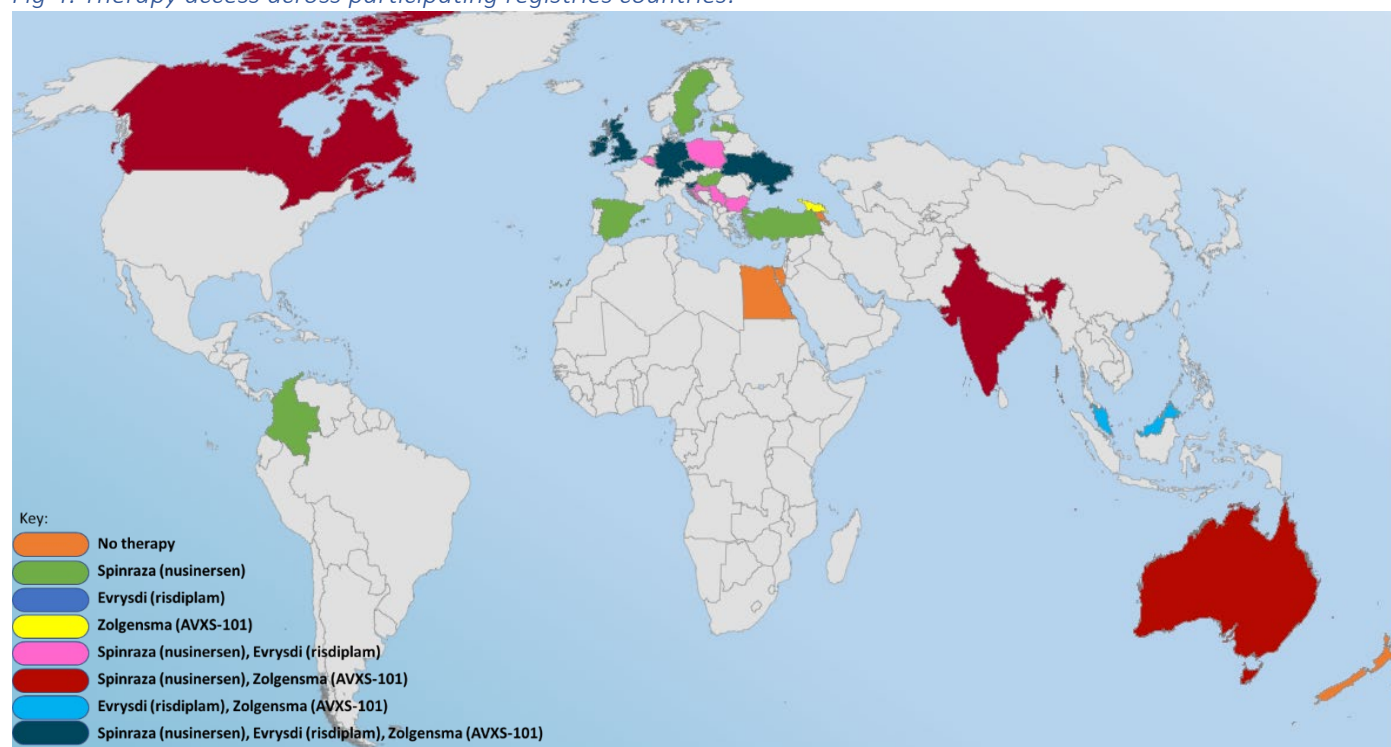 Fig 4. Therapy access across participating registries countries.
Key:
No therapy
Spinraza (nusinersen)
Evrysdi (risdiplam)
Zolgensma (AVXS-101)
Spinraza (nusinersen), Evrysdi (risdiplam)
Spinraza (nusinersen), Zolgensma (AVXS-101)
Evrysdi (risdiplam), Zolgensma (AVXS-101)
Spinraza (nusinersen), Evrysdi (risdiplam), Zolgensma (AVXS-101)